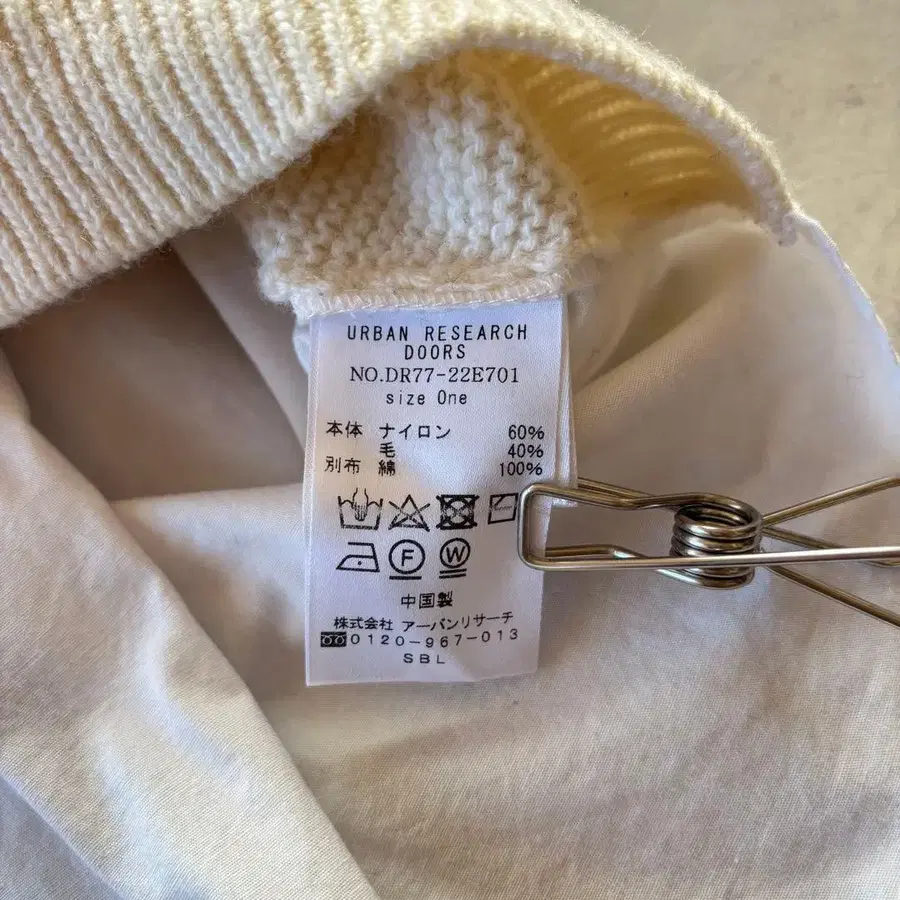 URBAN RESEARCH
DOORS
NO.DR77-22E701
size One
本体 ナイロン 60%
毛 40%
別布 綿 100%
F W
中国製
株式会社 アーバンリサーチ
0120-967-013
SBL